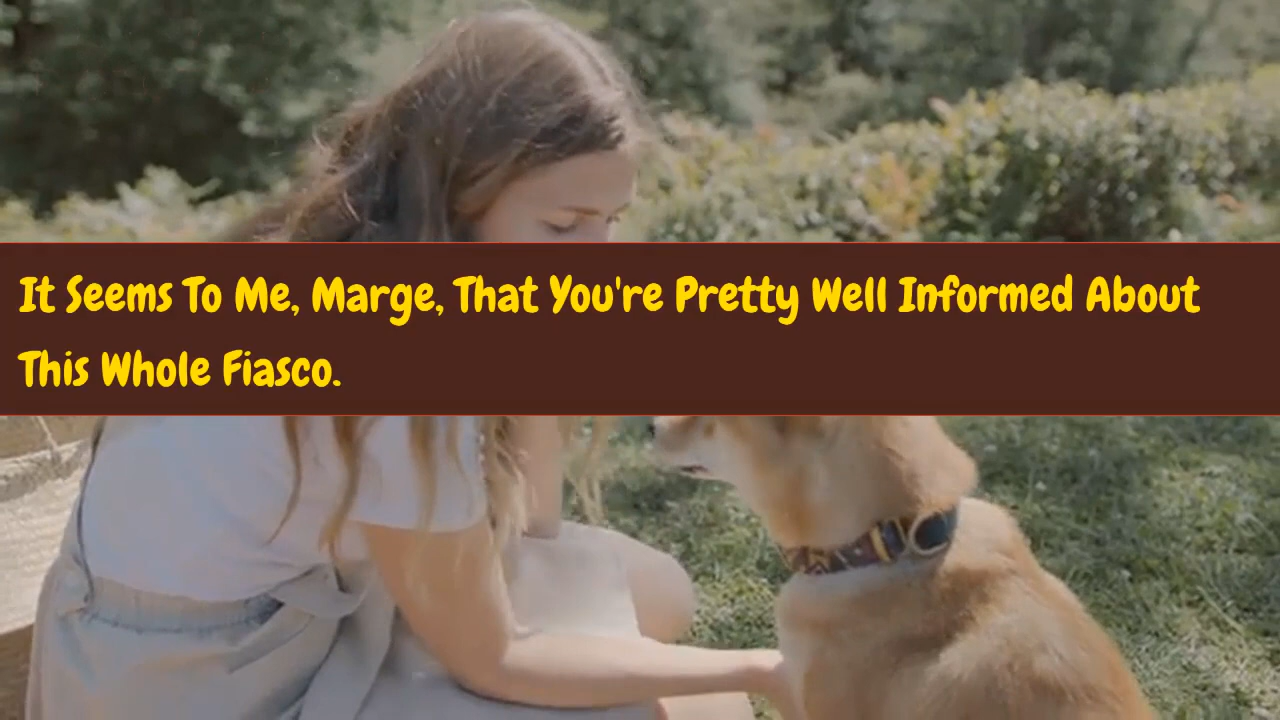 It Seems To Me, Marge, That You're Pretty Well Informed About
This Whole Fiasco.